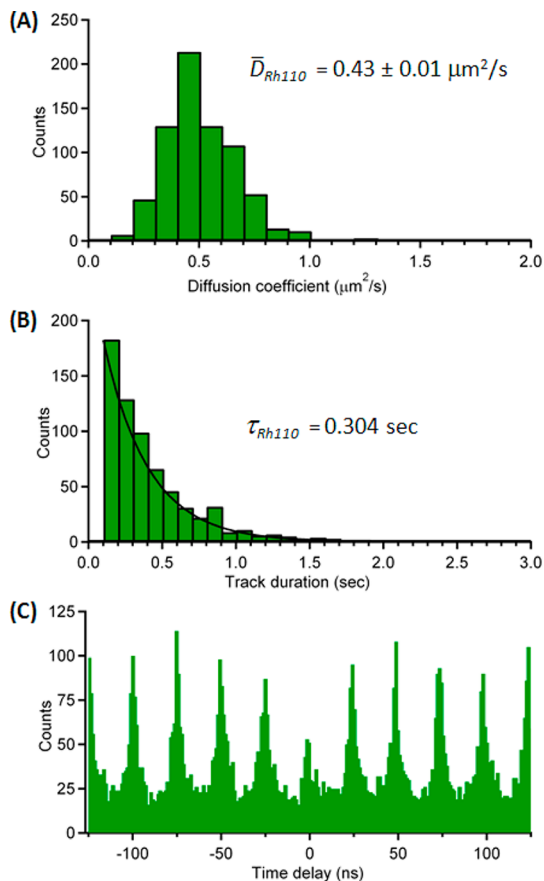 (A)
250
200
150
100
50
0
Counts
D̅Rh110 = 0.43 ± 0.01 μm²/s
0.0 0.5 1.0 1.5 2.0
Diffusion coefficient (μm²/s)
(B)
200
150
100
50
0
Counts
τRh110 = 0.304 sec
0.0 0.5 1.0 1.5 2.0 2.5 3.0
Track duration (sec)
(C)
125
100
75
50
25
0
Counts
-100 -50 0 50 100
Time delay (ns)